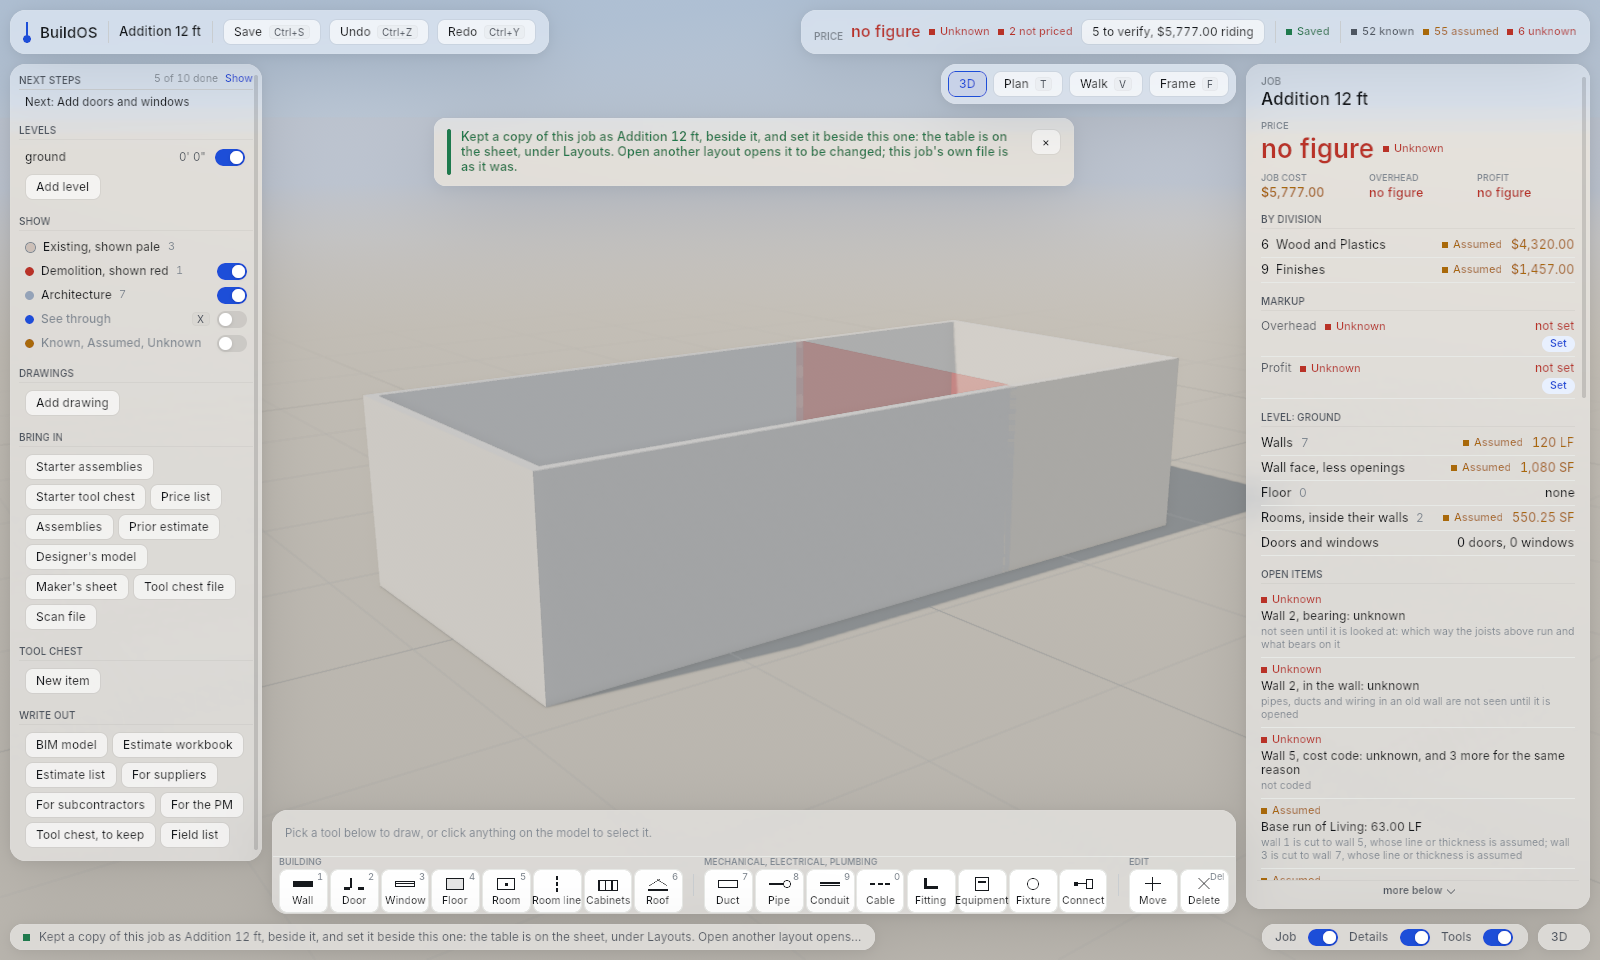 BuildOS
Addition 12 ft
Save Ctrl+S
Undo Ctrl+Z
Redo Ctrl+Y
PRICE no figure Unknown 2 not priced
5 to verify, $5,777.00 riding
Saved
52 known 55 assumed 6 unknown
NEXT STEPS 5 of 10 done Show
Next: Add doors and windows
LEVELS
ground 0' 0"
Add level
SHOW
Existing, shown pale 3
Demolition, shown red 1
Architecture 7
See through X
Known, Assumed, Unknown
DRAWINGS
Add drawing
BRING IN
Starter assemblies
Starter tool chest Price list
Assemblies Prior estimate
Designer's model
Maker's sheet Tool chest file
Scan file
TOOL CHEST
New item
WRITE OUT
BIM model Estimate workbook
Estimate list For suppliers
For subcontractors For the PM
Tool chest, to keep Field list
3D Plan T Walk V Frame F
Kept a copy of this job as Addition 12 ft, beside it, and set it beside this one: the table is on
the sheet, under Layouts. Open another layout opens it to be changed; this job's own file is
as it was.
×
Pick a tool below to draw, or click anything on the model to select it.
BUILDING
1 2 3 4 5 6
Wall Door Window Floor Room Room line Cabinets Roof
MECHANICAL, ELECTRICAL, PLUMBING
7 8 9 0
Duct Pipe Conduit Cable Fitting Equipment Fixture Connect
EDIT
Del
Move Delete
JOB
Addition 12 ft
PRICE
no figure Unknown
JOB COST OVERHEAD PROFIT
$5,777.00 no figure no figure
BY DIVISION
6 Wood and Plastics Assumed $4,320.00
9 Finishes Assumed $1,457.00
MARKUP
Overhead Unknown not set
Set
Profit Unknown not set
Set
LEVEL: GROUND
Walls 7 Assumed 120 LF
Wall face, less openings Assumed 1,080 SF
Floor 0 none
Rooms, inside their walls 2 Assumed 550.25 SF
Doors and windows 0 doors, 0 windows
OPEN ITEMS
Unknown
Wall 2, bearing: unknown
not seen until it is looked at: which way the joists above run and
what bears on it
Unknown
Wall 2, in the wall: unknown
pipes, ducts and wiring in an old wall are not seen until it is
opened
Unknown
Wall 5, cost code: unknown, and 3 more for the same
reason
not coded
Assumed
Base run of Living: 63.00 LF
wall 1 is cut to wall 5, whose line or thickness is assumed; wall
3 is cut to wall 7, whose line or thickness is assumed
Assumed
more below
Kept a copy of this job as Addition 12 ft, beside it, and set it beside this one: the table is on the sheet, under Layouts. Open another layout opens...
Job Details Tools 3D